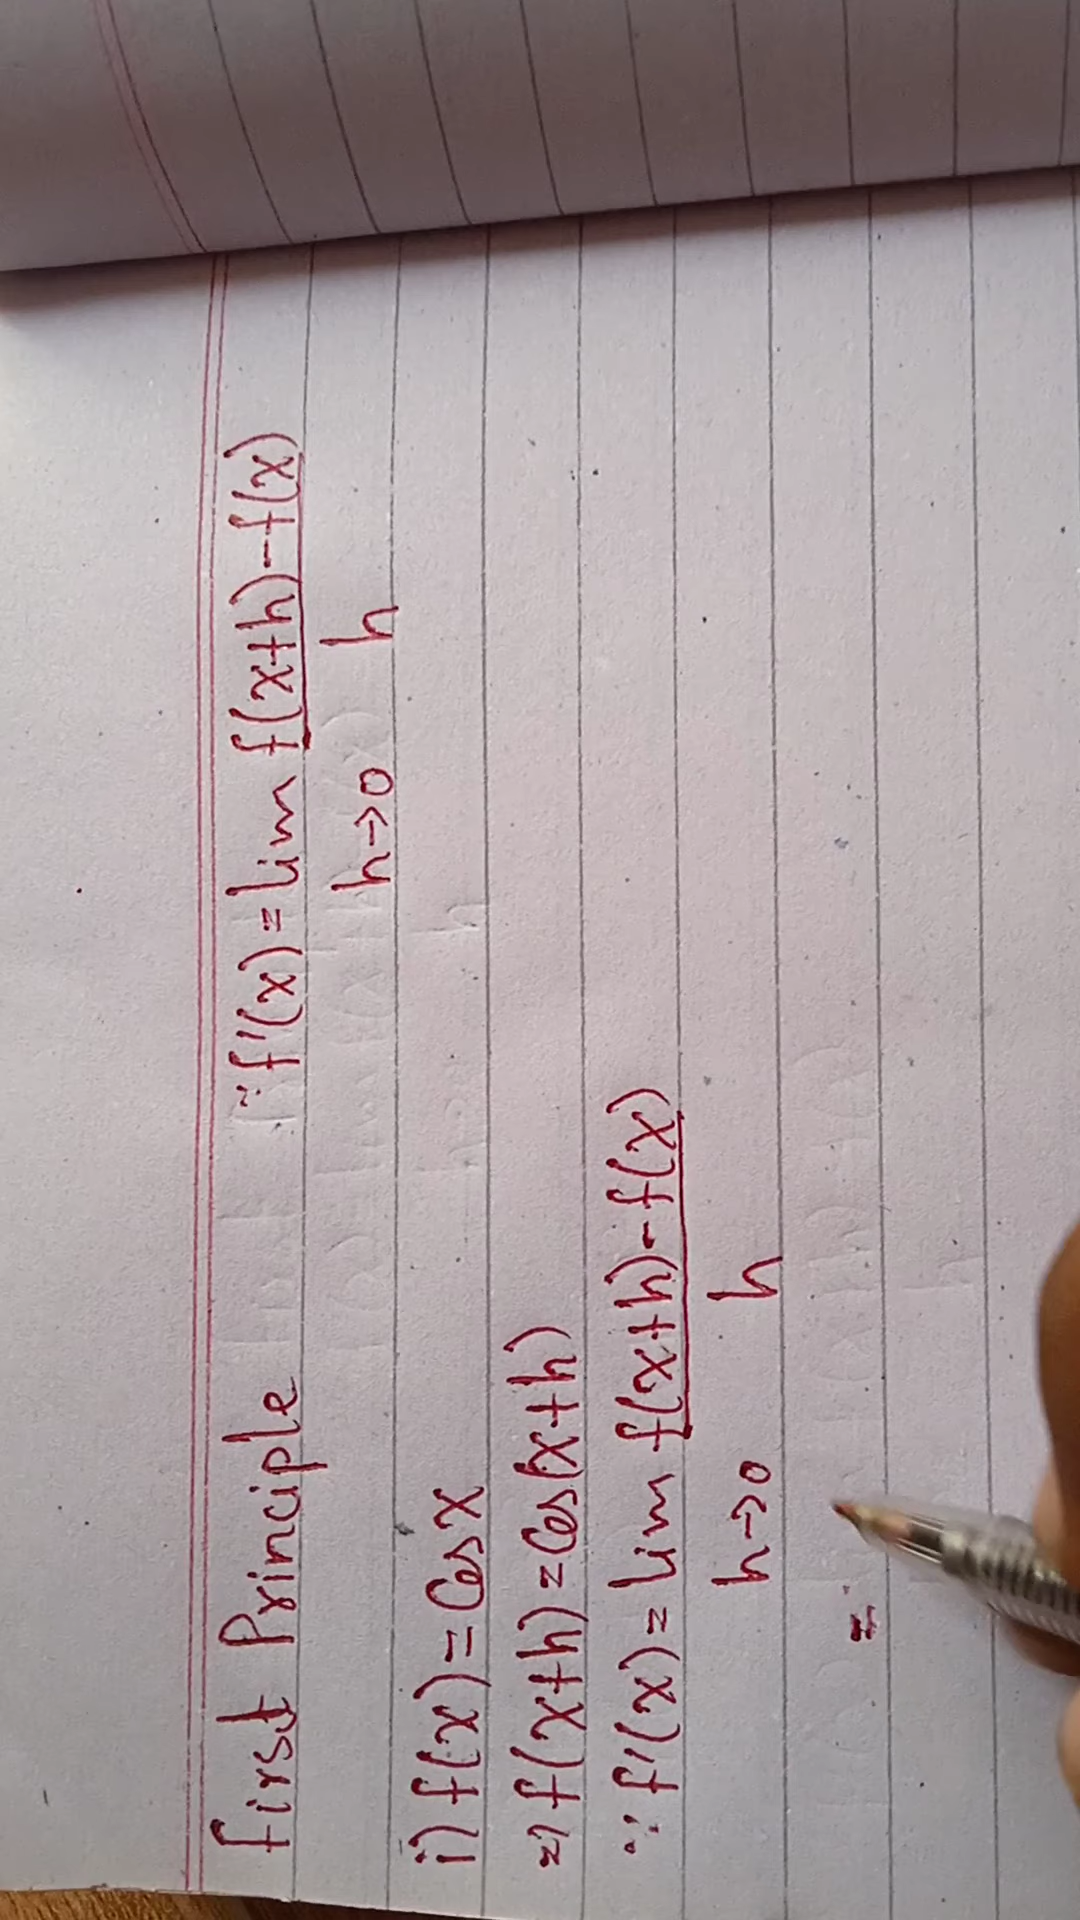 First Principle ∵ f'(x) = lim f(x+h)-f(x)
h→0 h
i) f(x) = Cos x
⇒ f(x+h) = Cos(x+h)
∵ f'(x) = lim f(x+h)-f(x)
h→0 h
=